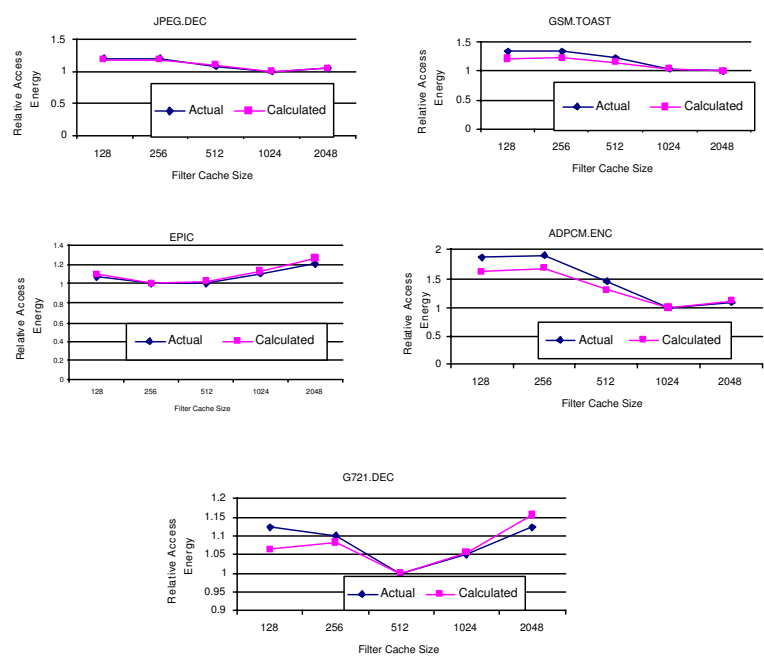 JPEG.DEC
1.5
1
0.5
0
Relative Access
Energy
Actual
Calculated
128 256 512 1024 2048
Filter Cache Size
GSM.TOAST
1.5
1
0.5
0
Relative Access
Energy
Actual
Calculated
128 256 512 1024 2048
Filter Cache Size
EPIC
1.4
1.2
1
0.8
0.6
0.4
0.2
0
Relative Access
Energy
Actual
Calculated
128 256 512 1024 2048
Filter Cache Size
ADPCM.ENC
2
1.5
1
0.5
0
Relative Access
Energy
Actual
Calculated
128 256 512 1024 2048
Filter Cache Size
G721.DEC
1.2
1.15
1.1
1.05
1
0.95
0.9
Relative Access
Energy
Actual
Calculated
128 256 512 1024 2048
Filter Cache Size